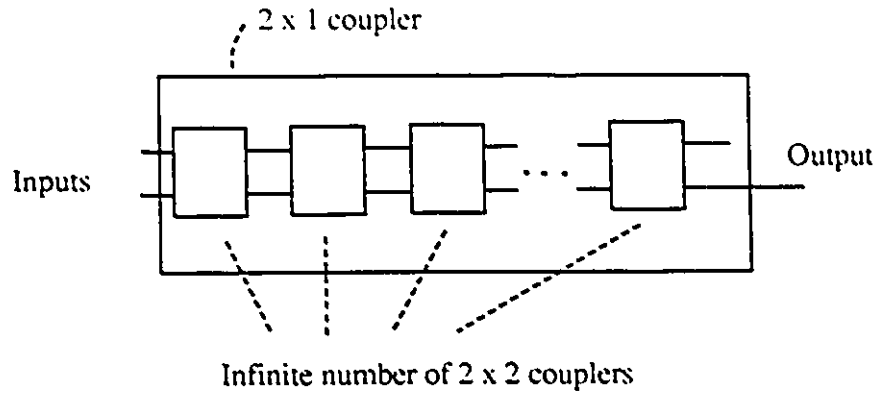 2 x 1 coupler
Output
Inputs
. . .
Infinite number of 2 x 2 couplers